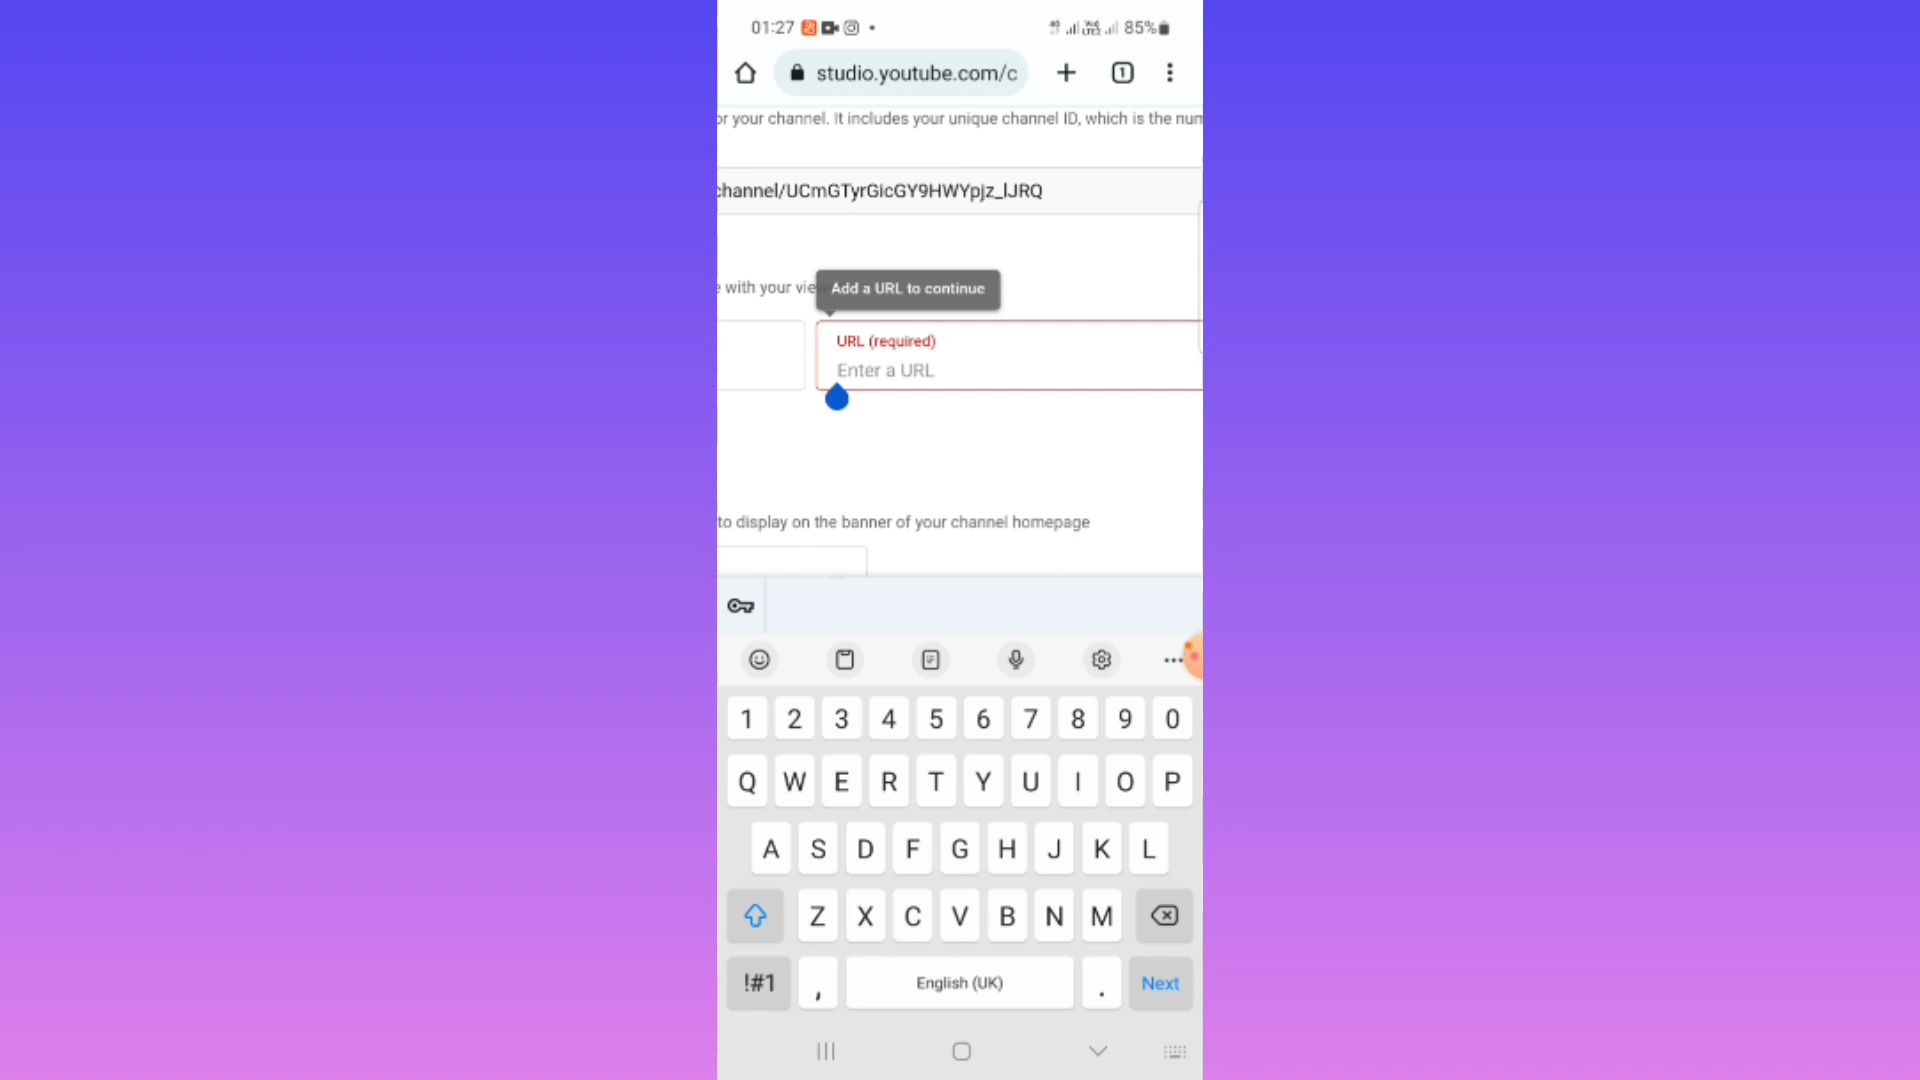 01:27 85%
studio.youtube.com/c 1
or your channel. It includes your unique channel ID, which is the num
channel/UCmGTyrGicGY9HWYpjz_lJRQ
Add a URL to continue
e with your vie
URL (required)
Enter a URL
to display on the banner of your channel homepage
1 2 3 4 5 6 7 8 9 0
Q W E R T Y U I O P
A S D F G H J K L
Z X C V B N M
!#1 , English (UK) . Next